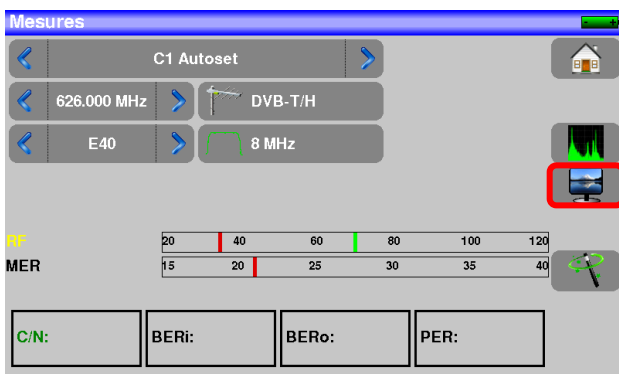 Mesures
C1 Autoset
626.000 MHz DVB-T/H
E40 8 MHz
RF 20 40 60 80 100 120
MER 15 20 25 30 35 40
C/N: BERi: BERo: PER: